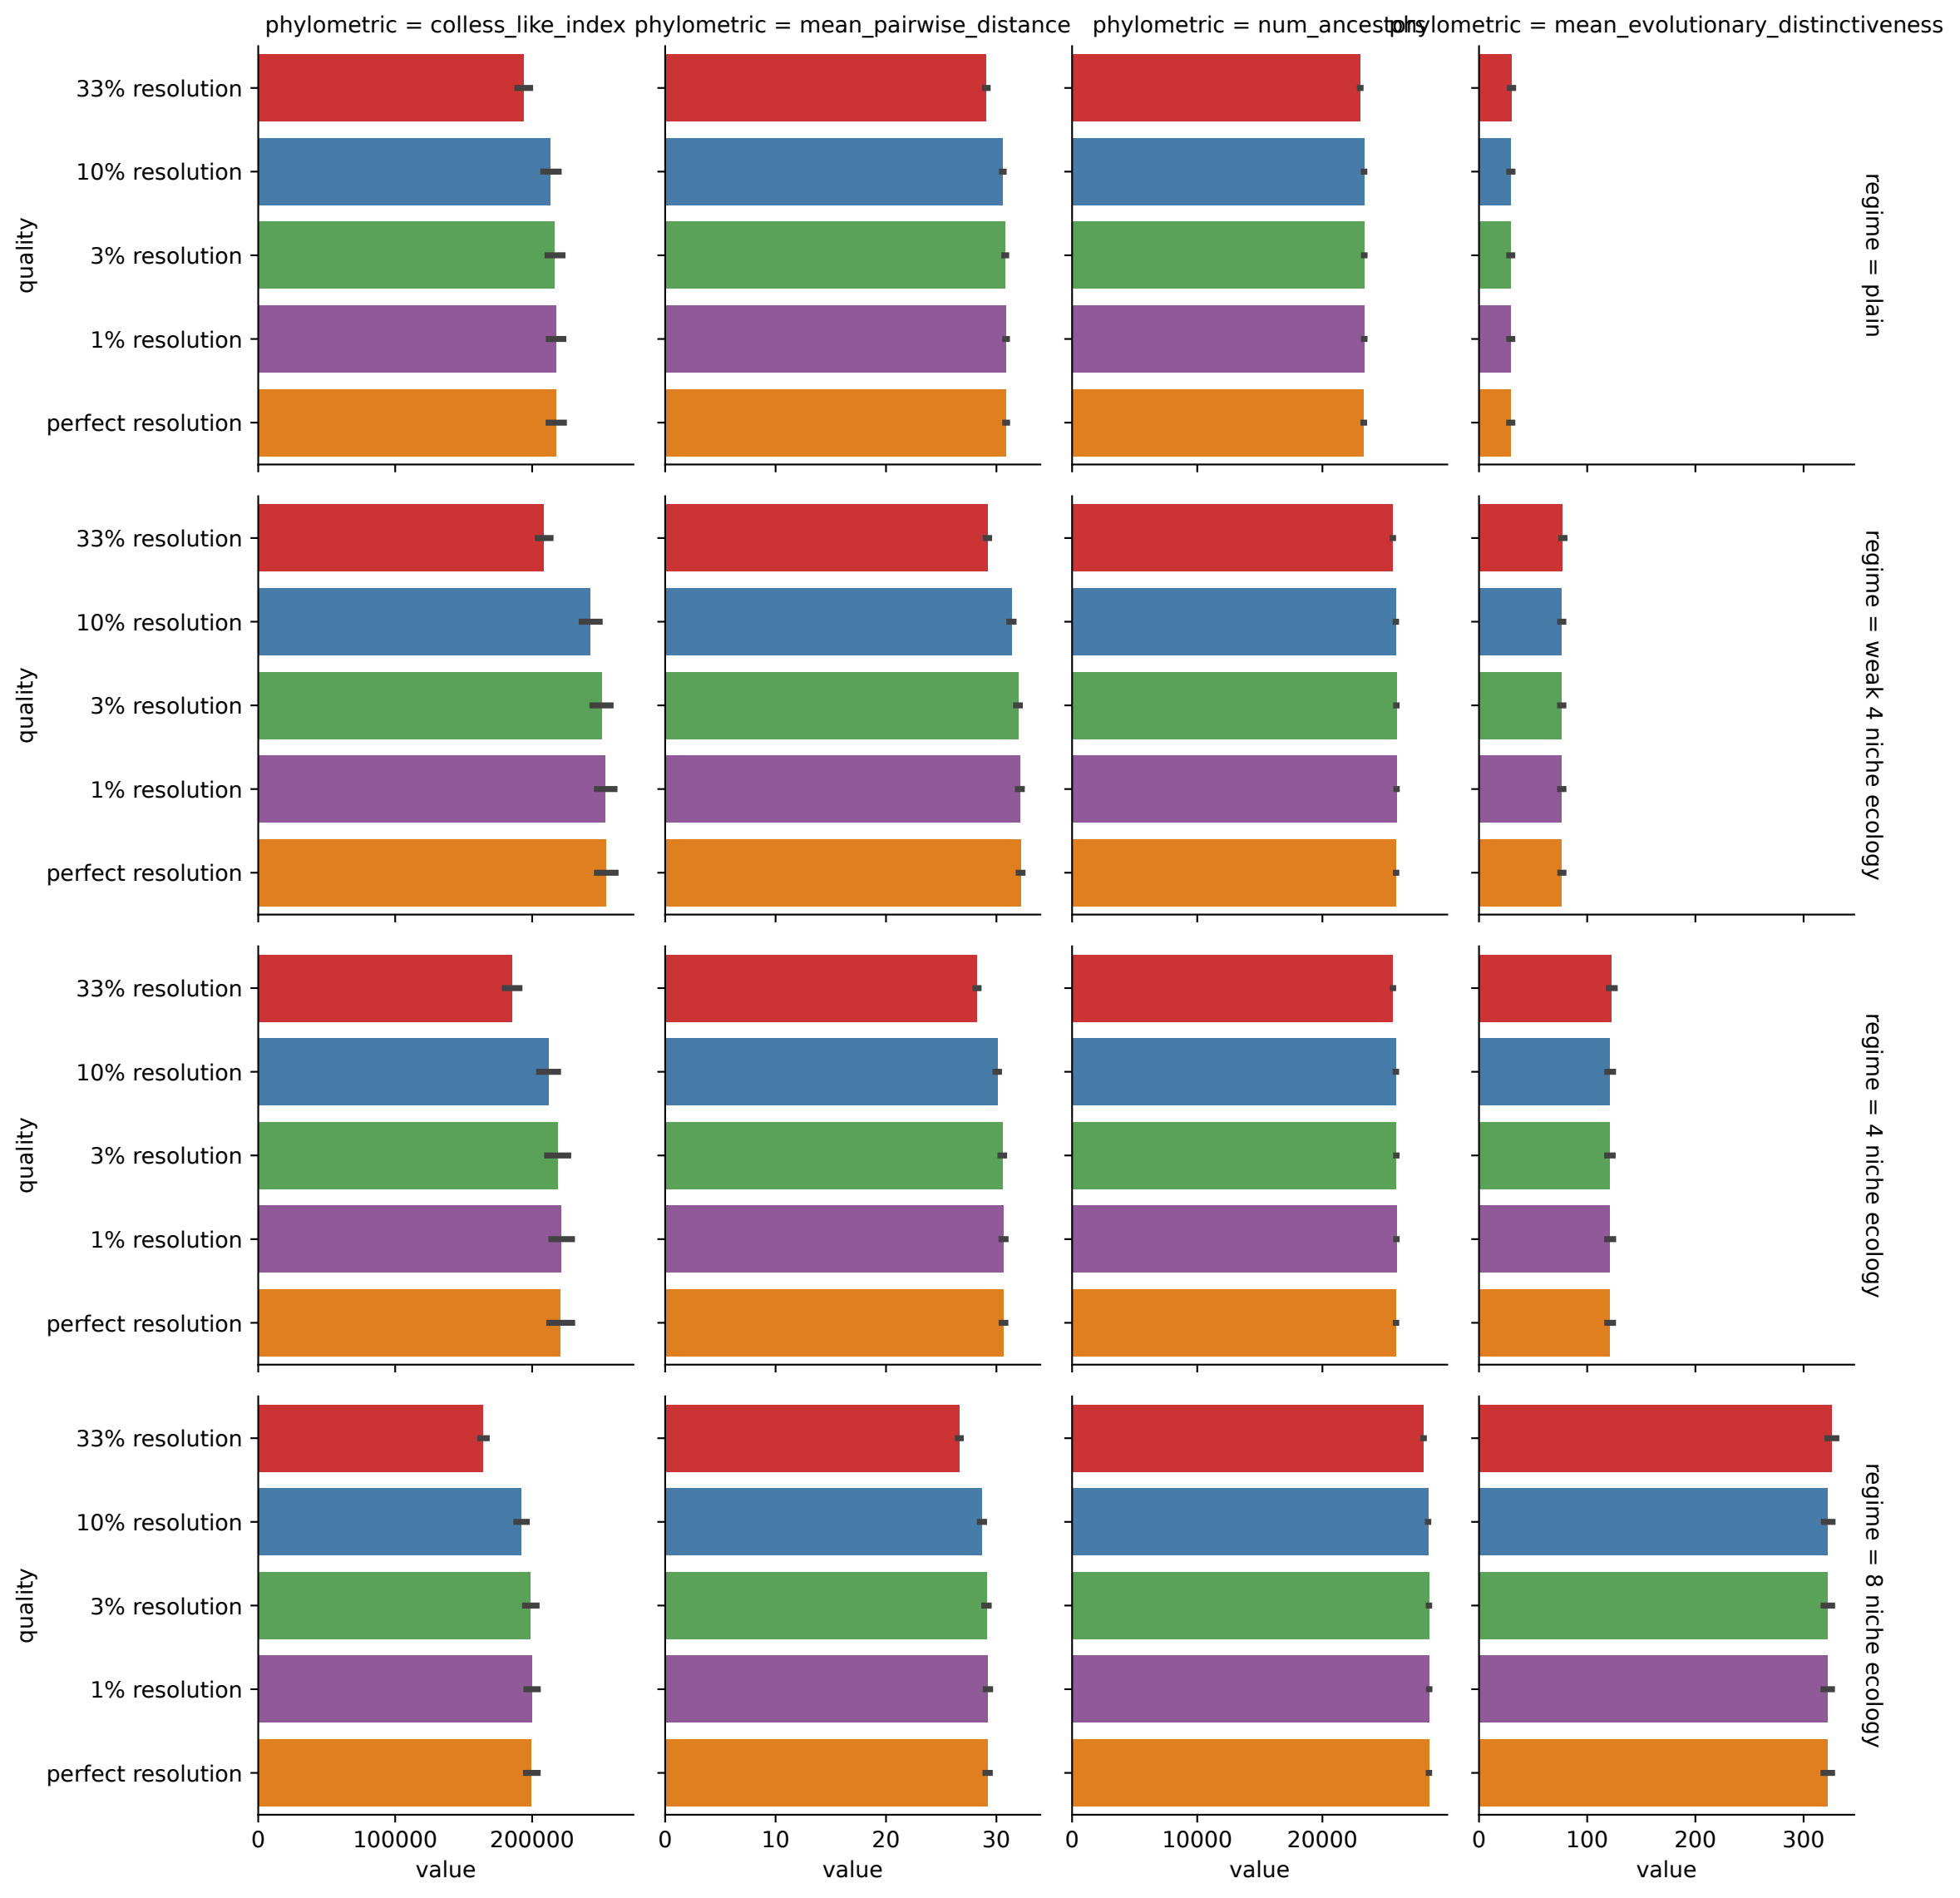 phylometric = colless_like_index
phylometric = mean_pairwise_distance
phylometric = num_ancestors
phylometric = mean_evolutionary_distinctiveness
quality
33% resolution
10% resolution
3% resolution
1% resolution
perfect resolution
regime = plain
quality
33% resolution
10% resolution
3% resolution
1% resolution
perfect resolution
regime = weak 4 niche ecology
quality
33% resolution
10% resolution
3% resolution
1% resolution
perfect resolution
regime = 4 niche ecology
quality
33% resolution
10% resolution
3% resolution
1% resolution
perfect resolution
regime = 8 niche ecology
0 100000 200000
0 10 20 30
0 10000 20000
0 100 200 300
value
value
value
value